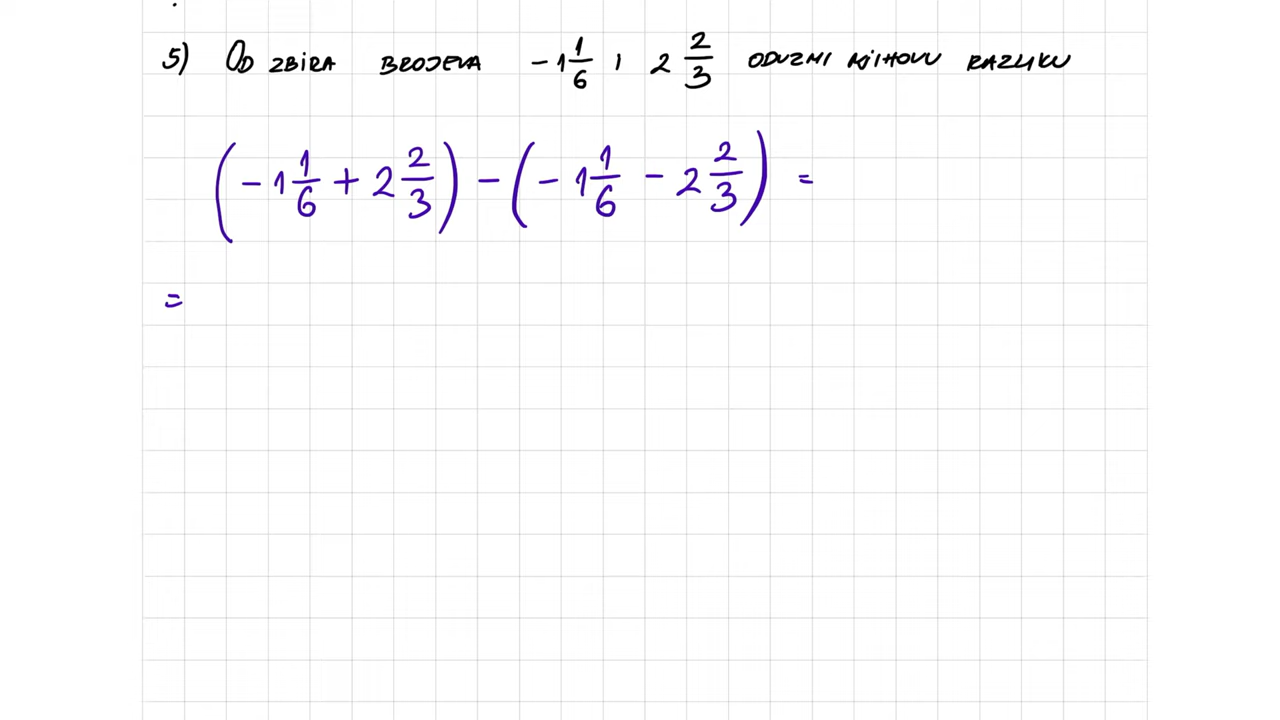 5) OD ZBIRA BROJEVA -1 1/6 I 2 2/3 ODUZMI NJIHOVU RAZLIKU
(-1 1/6 + 2 2/3) - (-1 1/6 - 2 2/3) =
=